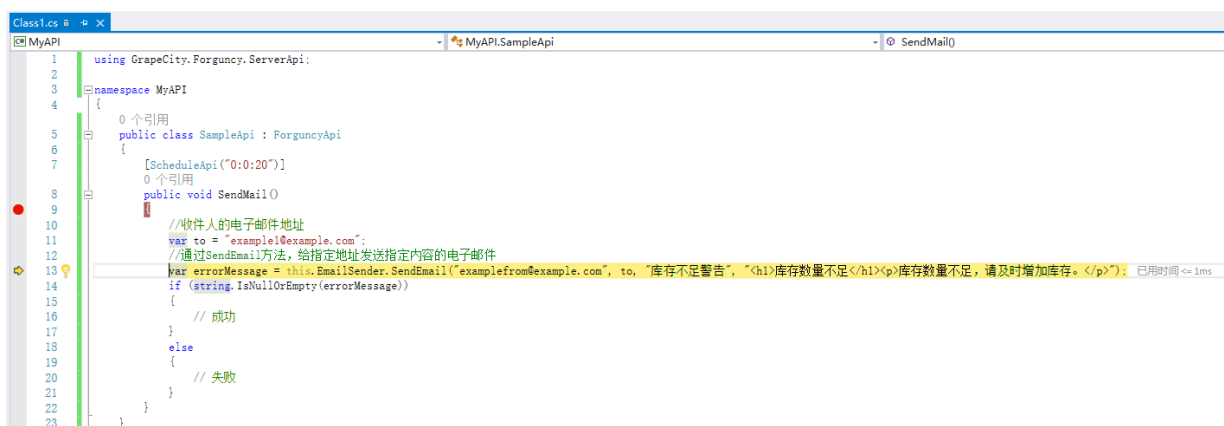 Class1.cs
MyAPI MyAPI.SampleApi SendMail()
1 using GrapeCity.Forguncy.ServerApi;
2
3 namespace MyAPI
4 {
0 个引用
5 public class SampleApi : ForguncyApi
6 {
7 [ScheduleApi("0:0:20")]
0 个引用
8 public void SendMail()
9 {
10 //收件人的电子邮件地址
11 var to = "example1@example.com";
12 //通过SendEmail方法，给指定地址发送指定内容的电子邮件
13 var errorMessage = this.EmailSender.SendEmail("examplefrom@example.com", to, "库存不足警告", "<h1>库存数量不足</h1><p>库存数量不足，请及时增加库存。</p>"); 已用时间 <= 1ms
14 if (string.IsNullOrEmpty(errorMessage))
15 {
16 // 成功
17 }
18 else
19 {
20 // 失败
21 }
22 }
23 }